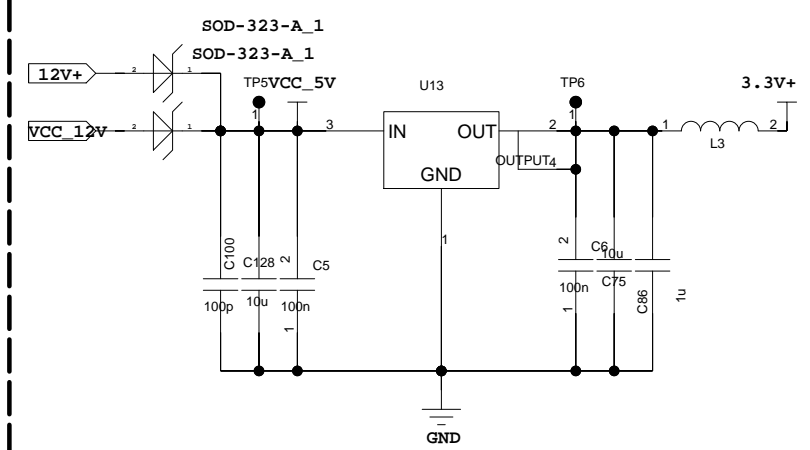 SOD-323-A_1
SOD-323-A_1
12V+
2
1
TP5
VCC_5V
U13
TP6
3.3V+
VCC_12V
2
1
1
3
IN
OUT
2
1
1
2
L3
OUTPUT
4
GND
1
C100
C128
2
C5
2
C6
10u
100p
10u
100n
100n
C75
C86
1u
1
1
GND